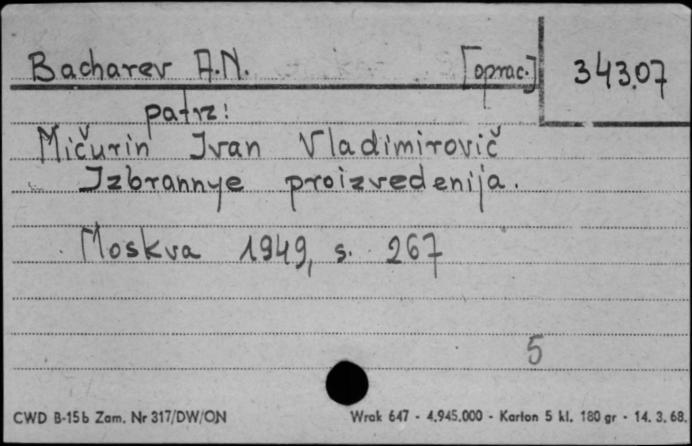 Bacharev A.N. [oprac.] 343.07
patrz:
Mičurin Ivan Vladimirovič
Izbrannye proizvedenija.
Moskva 1949, s. 267
5
CWD B-15b Zam. Nr 317/DW/ON Wrak 647 - 4.945.000 - Karton 5 kl. 180 gr - 14. 3. 68.